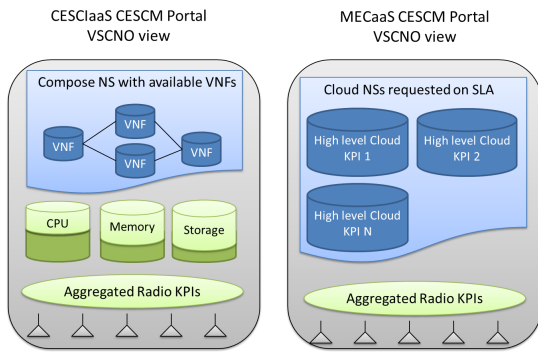 CESCIaaS CESCM Portal
VSCNO view
Compose NS with available VNFs
VNF
VNF
VNF
VNF
CPU
Memory
Storage
Aggregated Radio KPIs
MECaaS CESCM Portal
VSCNO view
Cloud NSs requested on SLA
High level Cloud
KPI 1
High level Cloud
KPI 2
High level Cloud
KPI N
Aggregated Radio KPIs